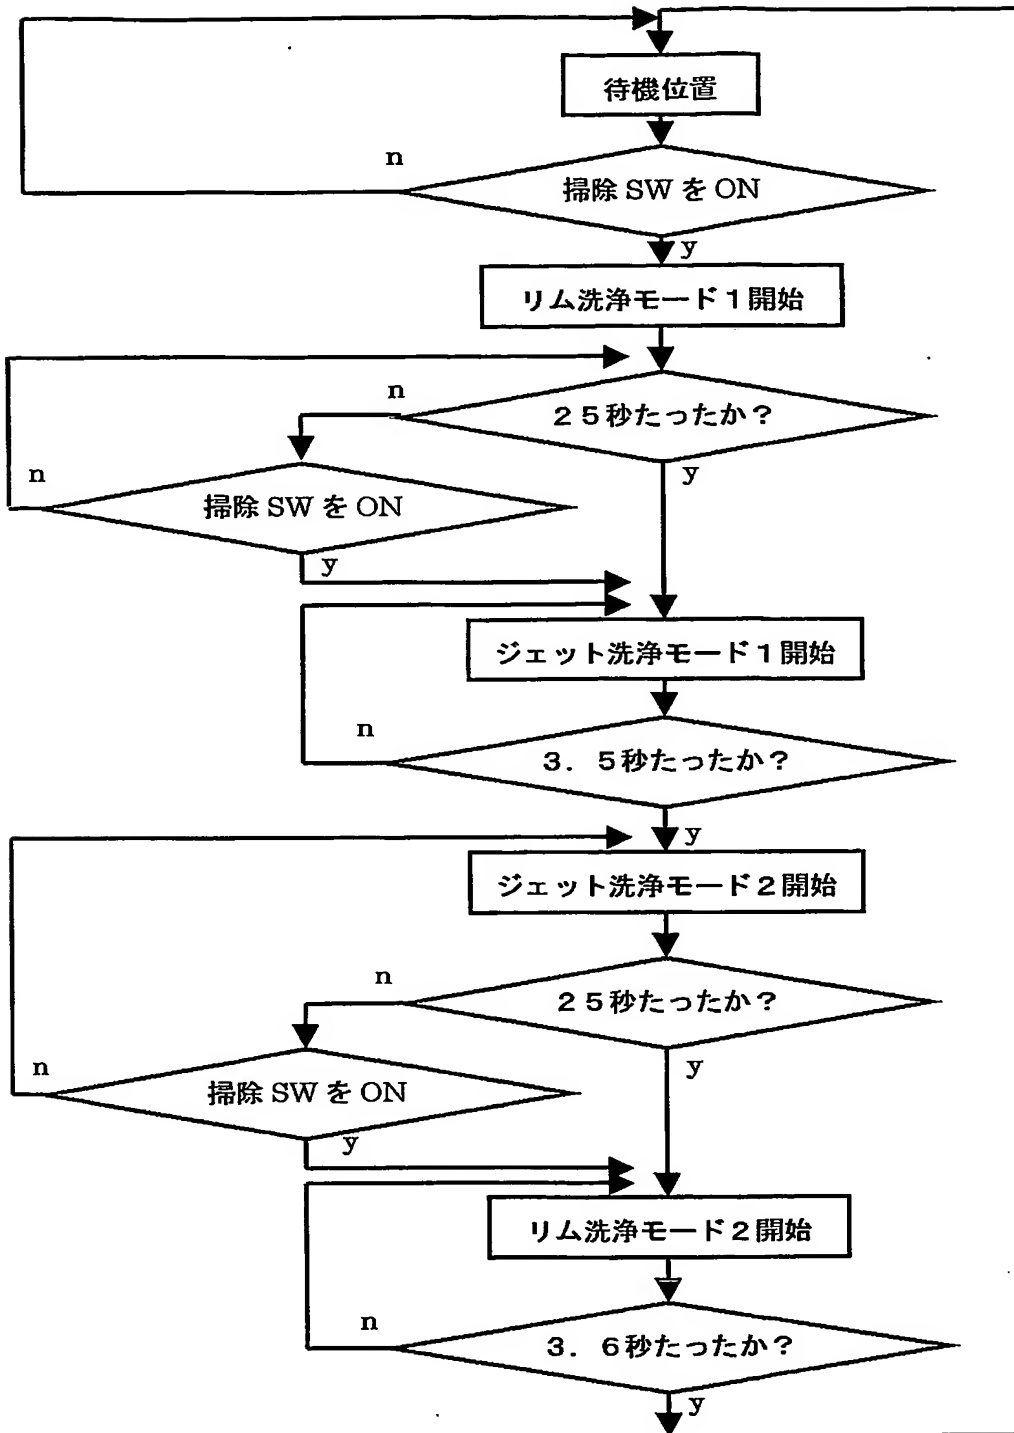 待機位置
n
掃除 SW を ON
y
リム洗浄モード１開始
n
２５秒たったか？
n
掃除 SW を ON
y
y
ジェット洗浄モード１開始
n
３．５秒たったか？
y
ジェット洗浄モード２開始
n
２５秒たったか？
n
掃除 SW を ON
y
y
リム洗浄モード２開始
n
３．６秒たったか？
y